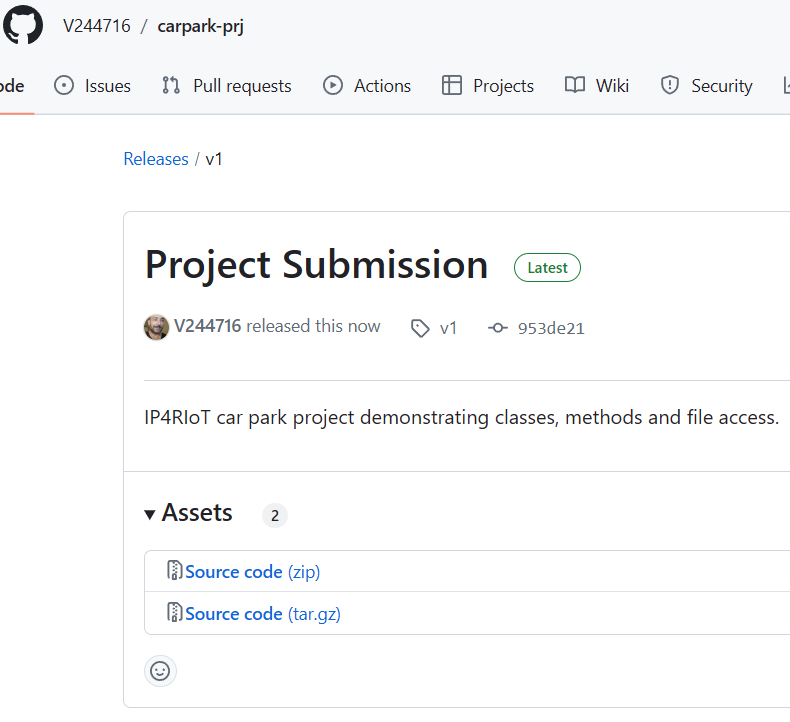 V244716 / carpark-prj
ode Issues Pull requests Actions Projects Wiki Security
Releases / v1
Project Submission Latest
V244716 released this now v1 953de21
IP4RIoT car park project demonstrating classes, methods and file access.
Assets 2
Source code (zip)
Source code (tar.gz)